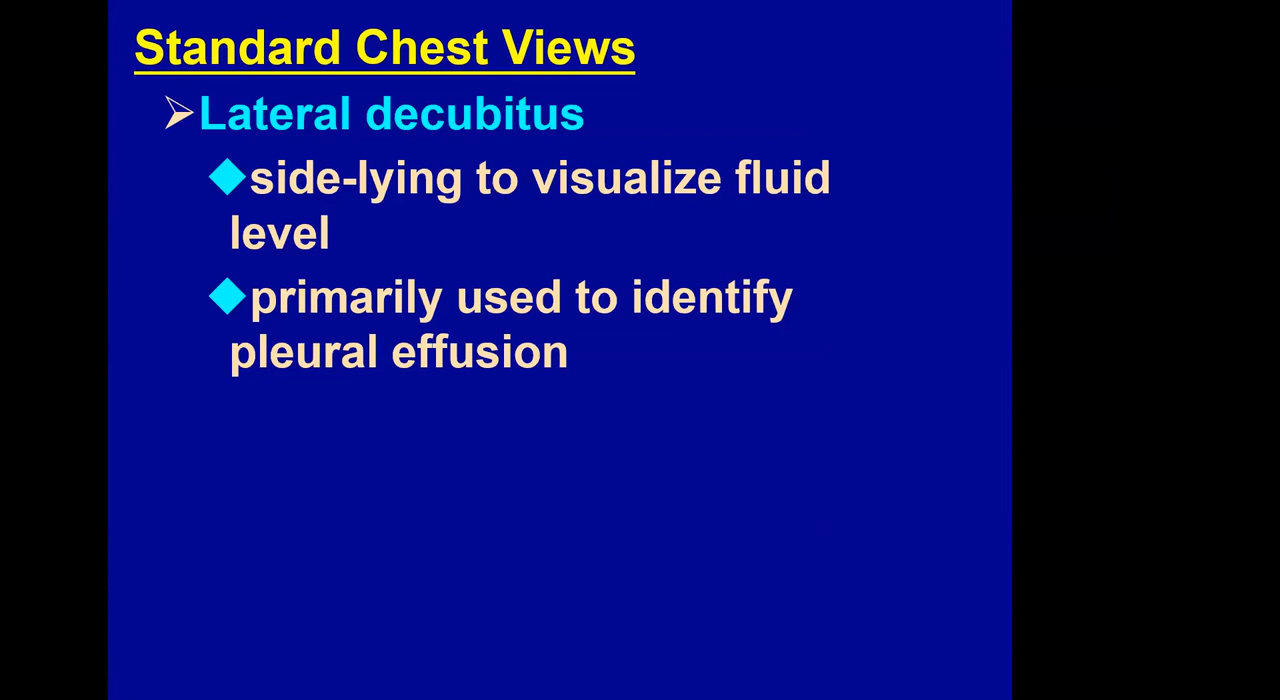 Standard Chest Views
Lateral decubitus
side-lying to visualize fluid
level
primarily used to identify
pleural effusion